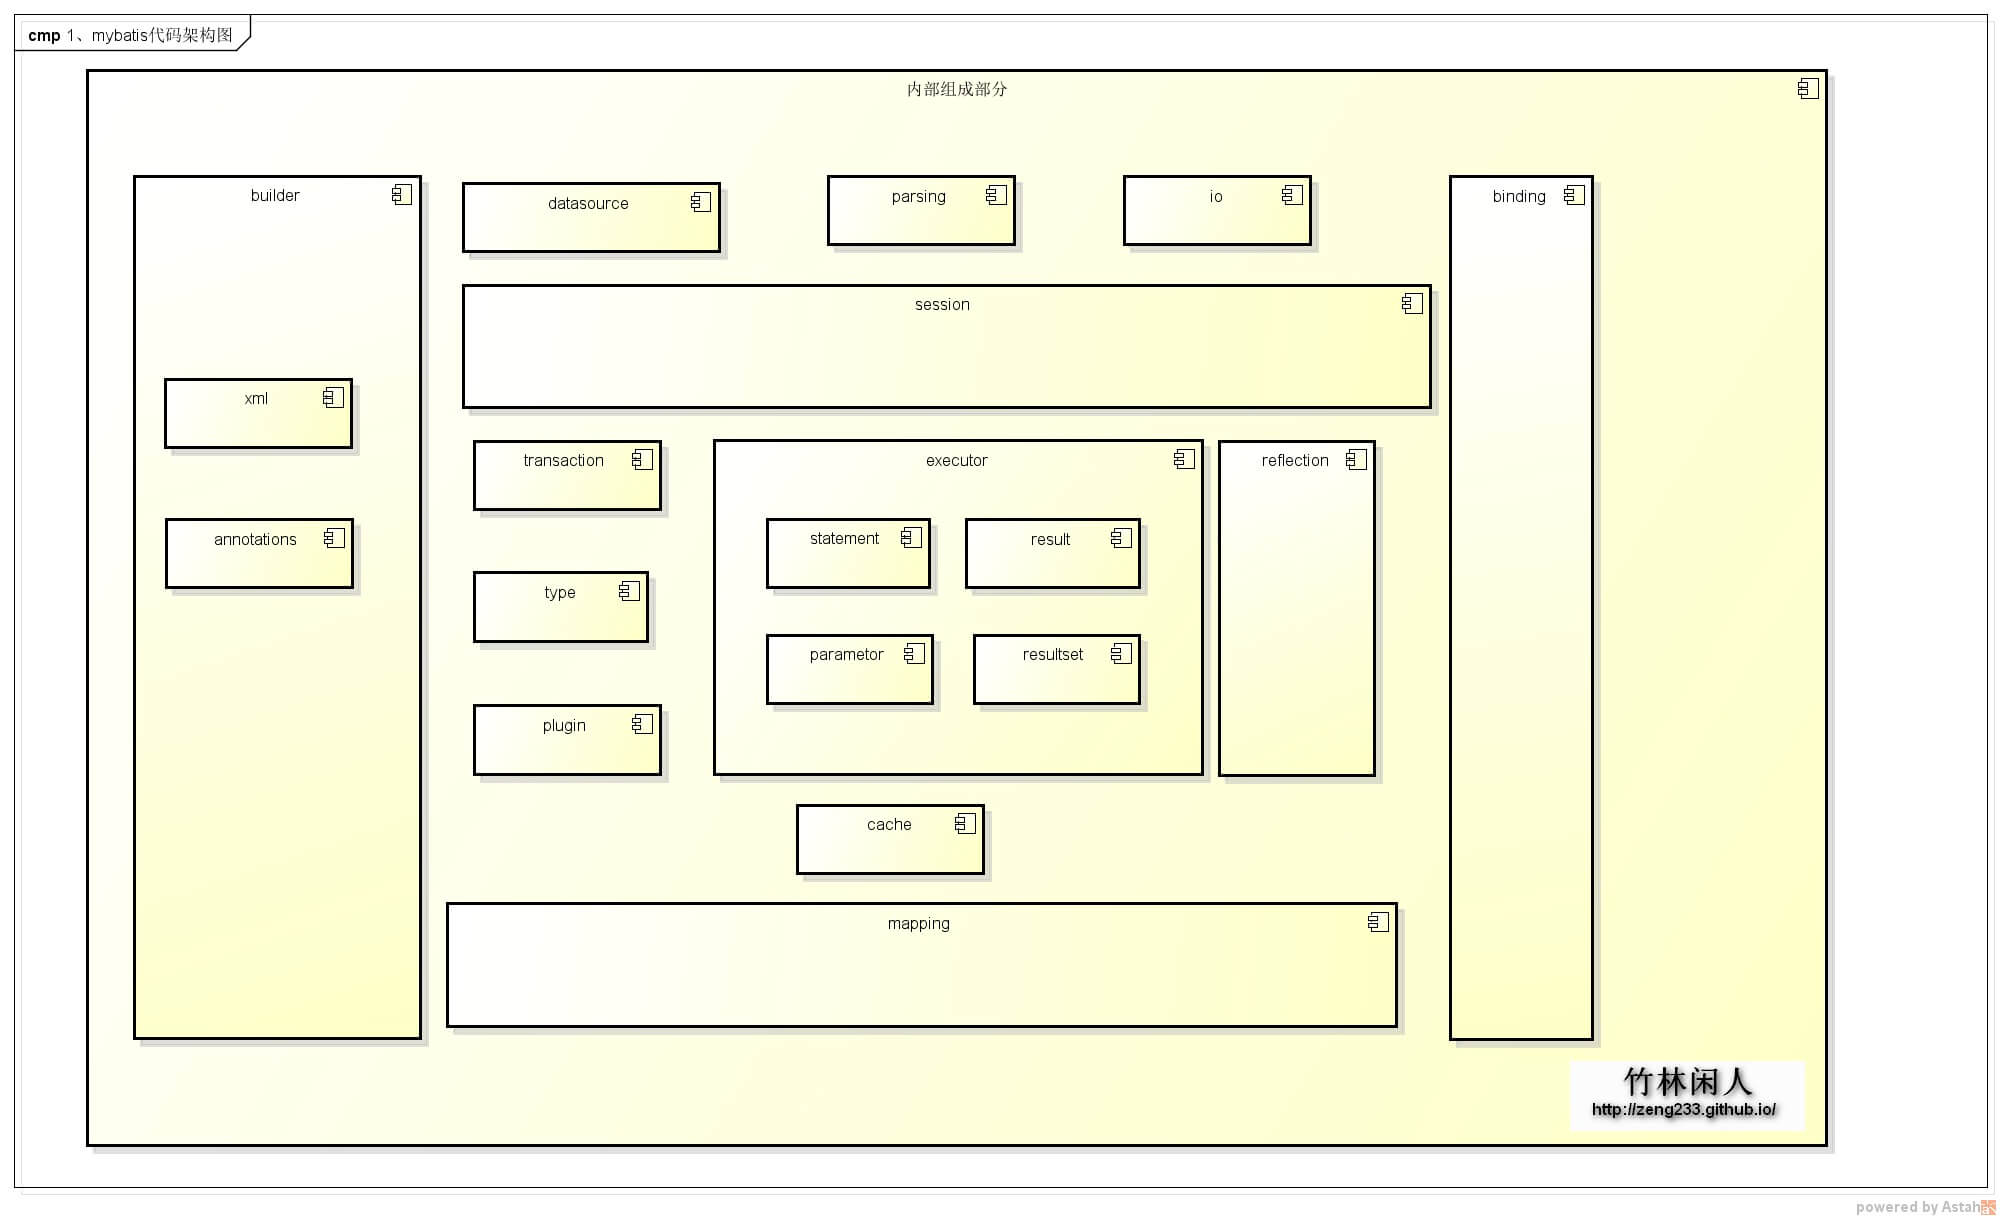 cmp 1、mybatis代码架构图
内部组成部分
builder
datasource
parsing
io
binding
session
xml
transaction
executor
reflection
annotations
statement
result
type
parametor
resultset
plugin
cache
mapping
竹林闲人
http://zeng233.github.io/
powered by Astah